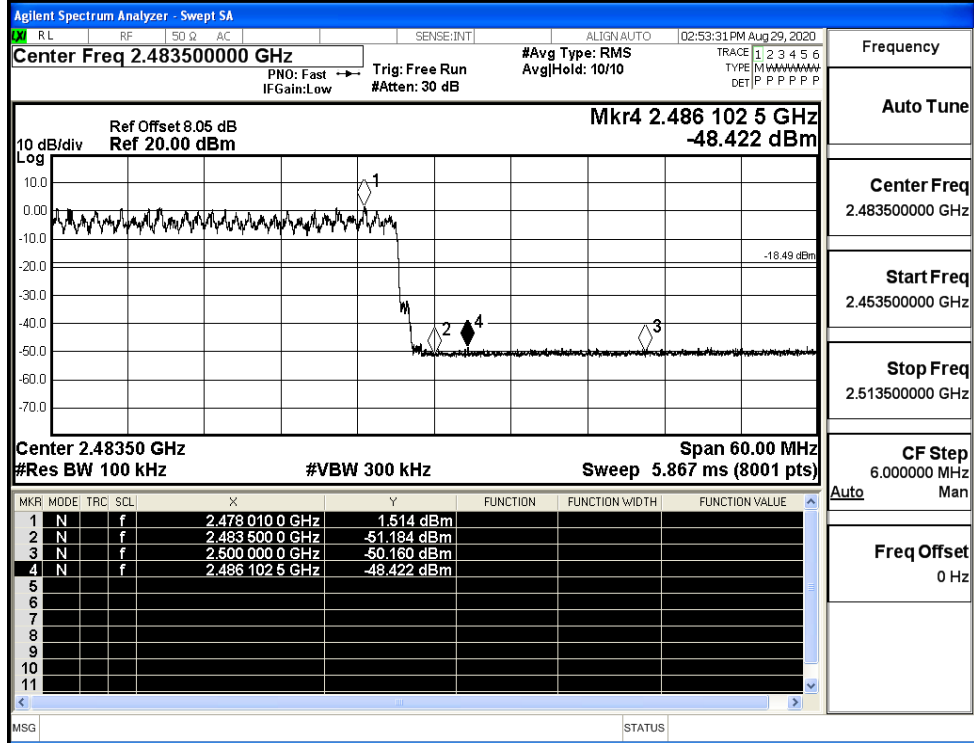 Agilent Spectrum Analyzer - Swept SA
LXI RL RF 50 Ω AC SENSE:INT ALIGN AUTO 02:53:31 PM Aug 29, 2020
Center Freq 2.483500000 GHz
PNO: Fast
IFGain:Low
Trig: Free Run
#Atten: 30 dB
#Avg Type: RMS
Avg|Hold: 10/10
TRACE 1 2 3 4 5 6
TYPE M W W W W W
DET P P P P P P
Mkr4 2.486 102 5 GHz
-48.422 dBm
Ref Offset 8.05 dB
10 dB/div Ref 20.00 dBm
Log
10.0
0.00
-10.0
-20.0
-30.0
-40.0
-50.0
-60.0
-70.0
1
2
4
3
-18.49 dBm
Center 2.48350 GHz Span 60.00 MHz
#Res BW 100 kHz #VBW 300 kHz Sweep 5.867 ms (8001 pts)
MKR MODE TRC SCL X Y FUNCTION FUNCTION WIDTH FUNCTION VALUE
1 N f 2.478 010 0 GHz 1.514 dBm
2 N f 2.483 500 0 GHz -51.184 dBm
3 N f 2.500 000 0 GHz -50.160 dBm
4 N f 2.486 102 5 GHz -48.422 dBm
5
6
7
8
9
10
11
MSG STATUS
Frequency
Auto Tune
Center Freq
2.483500000 GHz
Start Freq
2.453500000 GHz
Stop Freq
2.513500000 GHz
CF Step
6.000000 MHz
Auto Man
Freq Offset
0 Hz